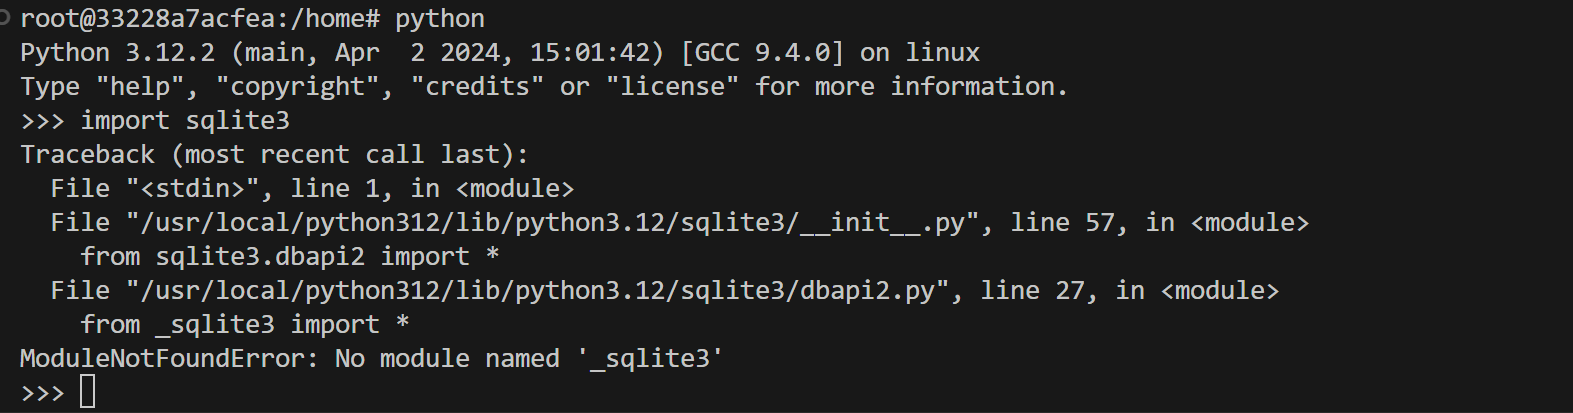 root@33228a7acfea:/home# python
Python 3.12.2 (main, Apr  2 2024, 15:01:42) [GCC 9.4.0] on linux
Type "help", "copyright", "credits" or "license" for more information.
>>> import sqlite3
Traceback (most recent call last):
  File "<stdin>", line 1, in <module>
  File "/usr/local/python312/lib/python3.12/sqlite3/__init__.py", line 57, in <module>
    from sqlite3.dbapi2 import *
  File "/usr/local/python312/lib/python3.12/sqlite3/dbapi2.py", line 27, in <module>
    from _sqlite3 import *
ModuleNotFoundError: No module named '_sqlite3'
>>>